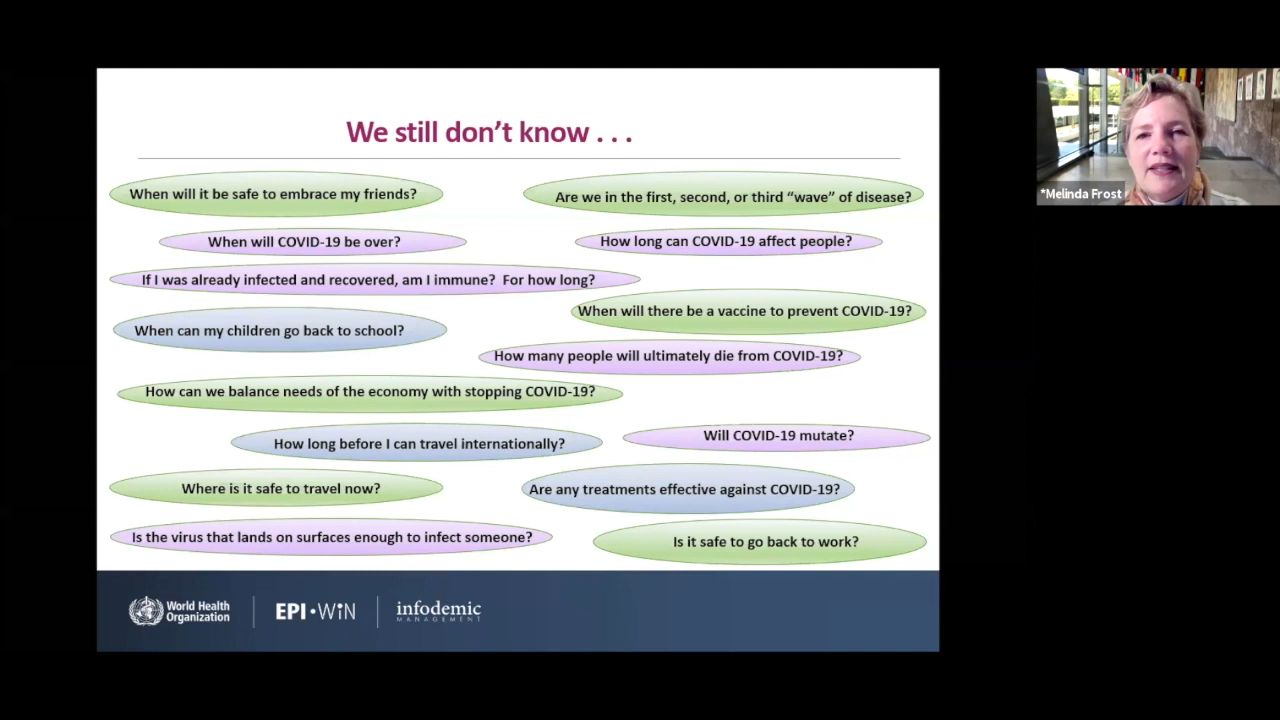 We still don't know . . .
When will it be safe to embrace my friends?
Are we in the first, second, or third “wave” of disease?
When will COVID-19 be over?
How long can COVID-19 affect people?
If I was already infected and recovered, am I immune?  For how long?
When will there be a vaccine to prevent COVID-19?
When can my children go back to school?
How many people will ultimately die from COVID-19?
How can we balance needs of the economy with stopping COVID-19?
How long before I can travel internationally?
Will COVID-19 mutate?
Where is it safe to travel now?
Are any treatments effective against COVID-19?
Is the virus that lands on surfaces enough to infect someone?
Is it safe to go back to work?
World Health
Organization
EPI•WiN
infodemic
MANAGEMENT
*Melinda Frost